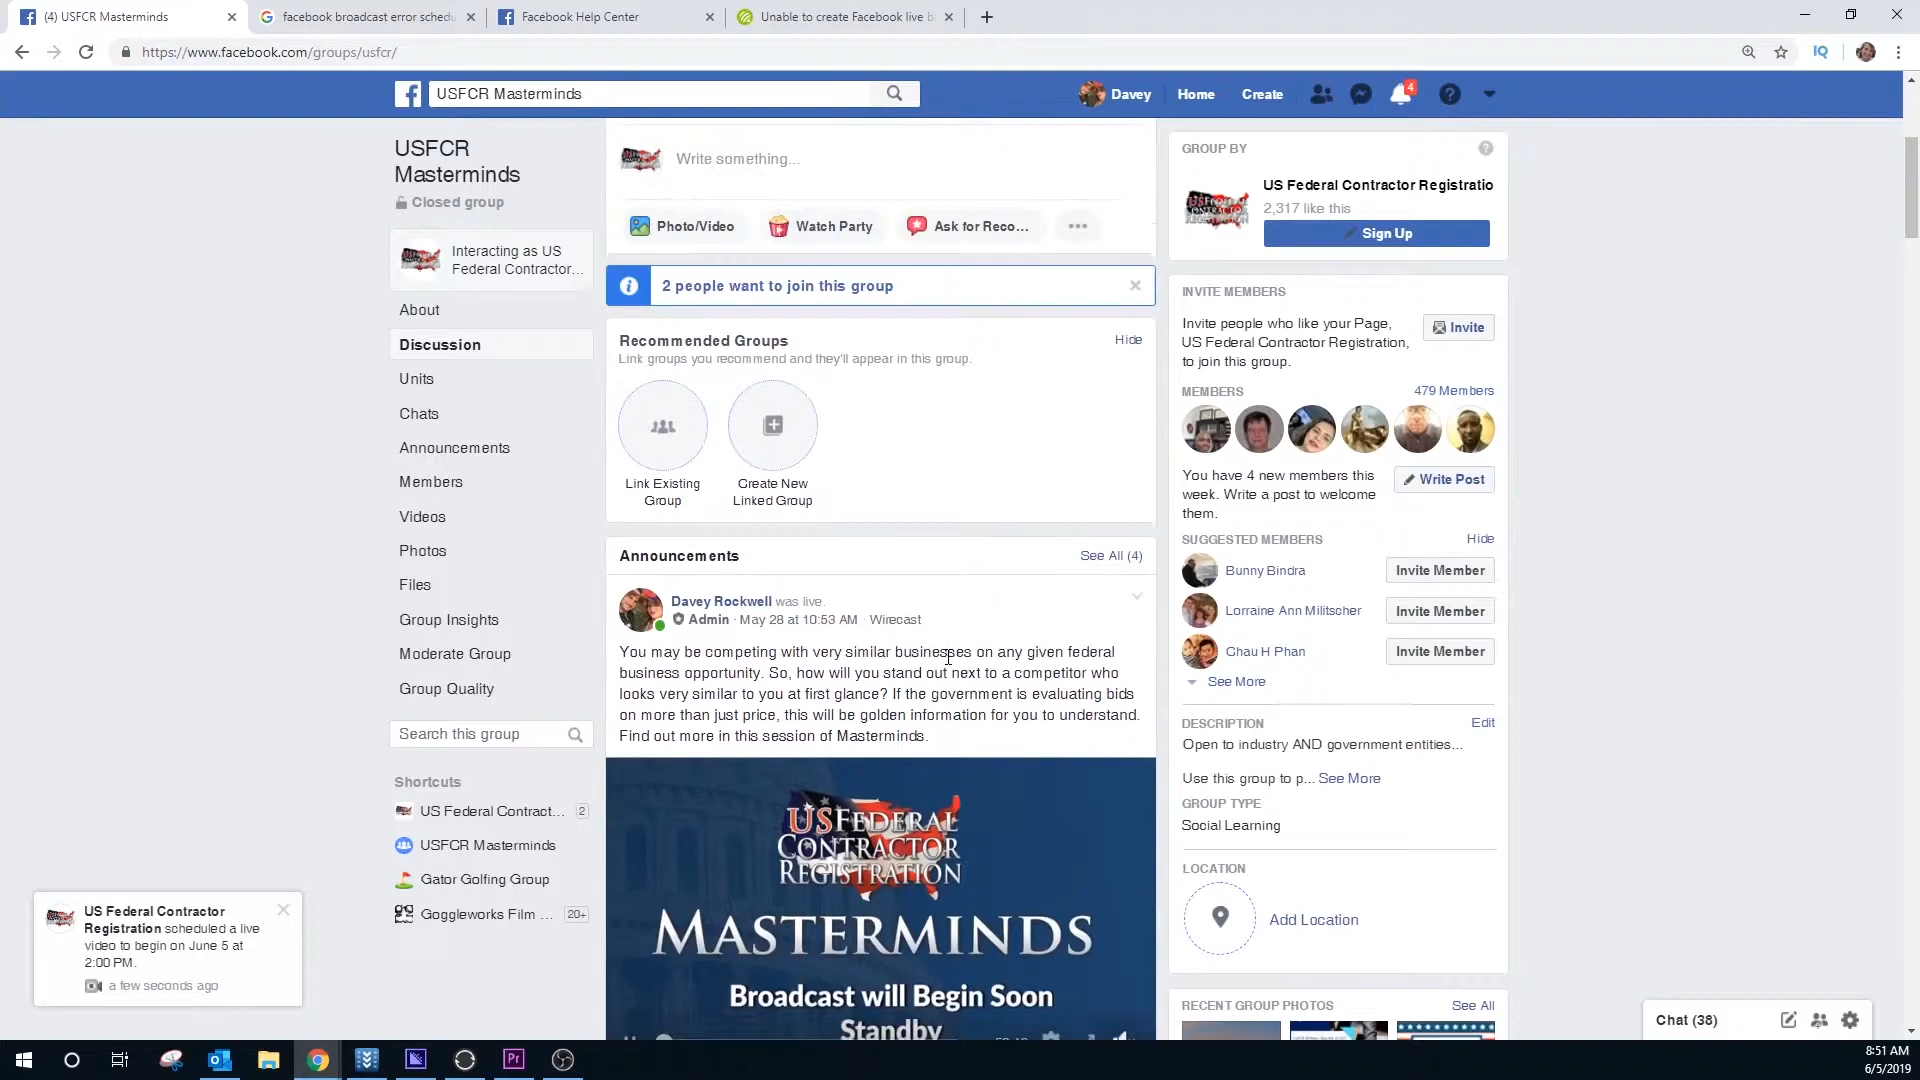 (4) USFCR Masterminds
facebook broadcast error schedu
Facebook Help Center
Unable to create Facebook live b
https://www.facebook.com/groups/usfcr/
IQ
USFCR Masterminds
Davey
Home
Create
4
USFCR
Masterminds
Closed group
Interacting as US
Federal Contractor...
About
Discussion
Units
Chats
Announcements
Members
Videos
Photos
Files
Group Insights
Moderate Group
Group Quality
Search this group
Shortcuts
US Federal Contract... 2
USFCR Masterminds
Gator Golfing Group
Goggleworks Film ... 20+
US Federal Contractor
Registration scheduled a live
video to begin on June 5 at
2:00 PM.
a few seconds ago
Write something...
Photo/Video
Watch Party
Ask for Reco...
2 people want to join this group
Recommended Groups
Hide
Link groups you recommend and they'll appear in this group.
Link Existing
Group
Create New
Linked Group
Announcements
See All (4)
Davey Rockwell was live.
Admin · May 28 at 10:53 AM · Wirecast
You may be competing with very similar businesses on any given federal
business opportunity. So, how will you stand out next to a competitor who
looks very similar to you at first glance? If the government is evaluating bids
on more than just price, this will be golden information for you to understand.
Find out more in this session of Masterminds.
US FEDERAL
CONTRACTOR
REGISTRATION
MASTERMINDS
Broadcast will Begin Soon
Standby
GROUP BY
US Federal Contractor Registratio
2,317 like this
Sign Up
INVITE MEMBERS
Invite people who like your Page,
US Federal Contractor Registration,
to join this group.
Invite
MEMBERS
479 Members
You have 4 new members this
week. Write a post to welcome
them.
Write Post
SUGGESTED MEMBERS
Hide
Bunny Bindra
Invite Member
Lorraine Ann Militscher
Invite Member
Chau H Phan
Invite Member
See More
DESCRIPTION
Edit
Open to industry AND government entities...
Use this group to p... See More
GROUP TYPE
Social Learning
LOCATION
Add Location
RECENT GROUP PHOTOS
See All
Chat (38)
Pr
8:51 AM
6/5/2019